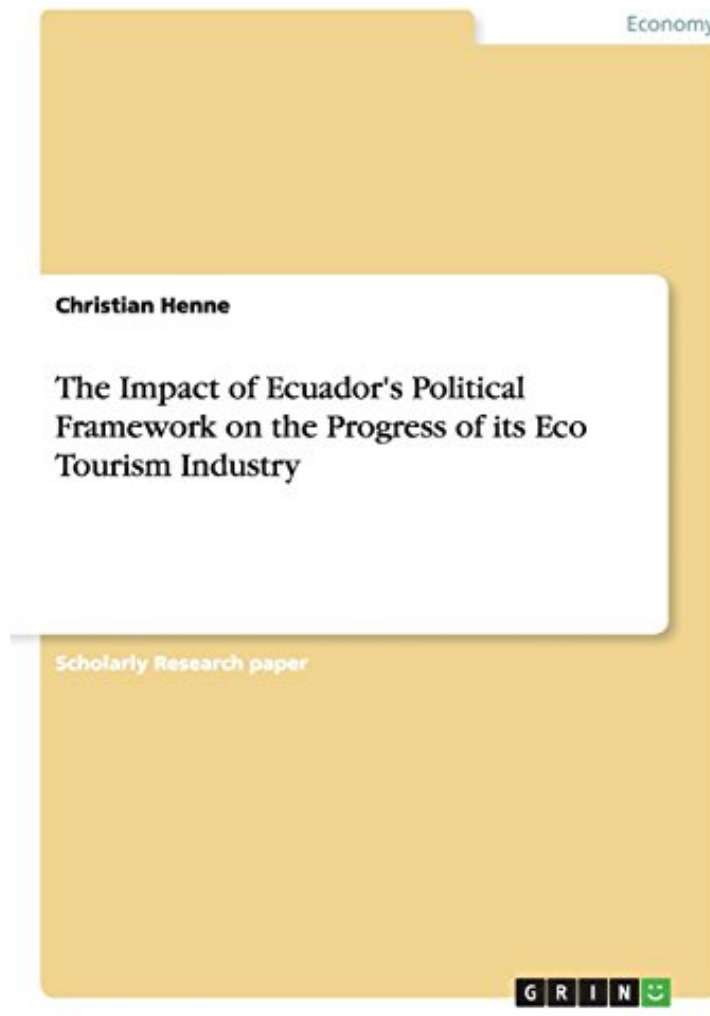 Economy
Christian Henne
The Impact of Ecuador's Political
Framework on the Progress of its Eco
Tourism Industry
Scholarly Research paper
GRIN